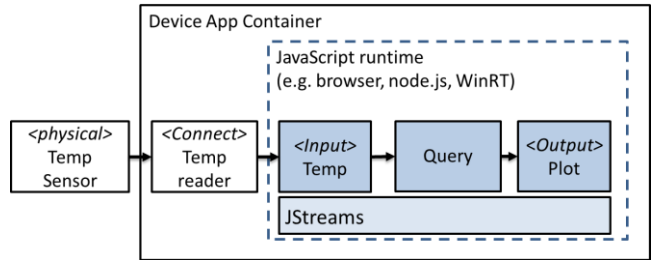 Device App Container
JavaScript runtime
(e.g. browser, node.js, WinRT)
<physical>
Temp
Sensor
<Connect>
Temp
reader
<Input>
Temp
Query
<Output>
Plot
JStreams